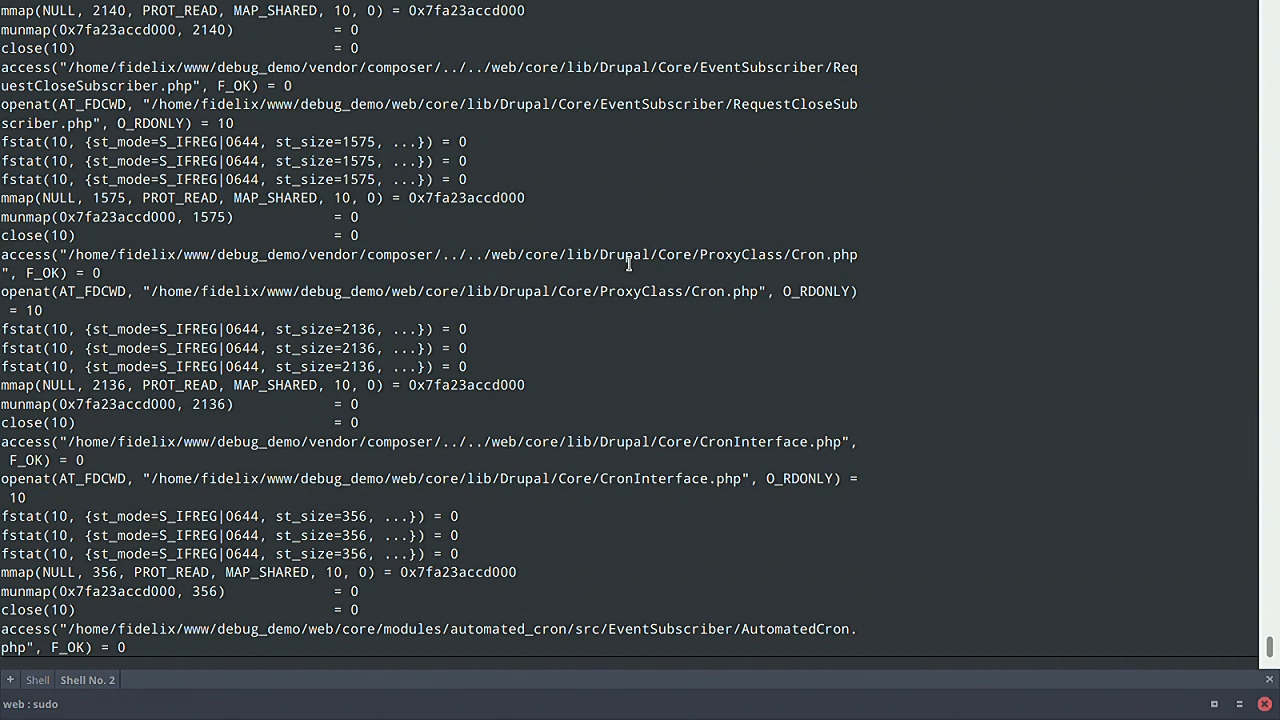 mmap(NULL, 2140, PROT_READ, MAP_SHARED, 10, 0) = 0x7fa23accd000
munmap(0x7fa23accd000, 2140)            = 0
close(10)                               = 0
access("/home/fidelix/www/debug_demo/vendor/composer/../../web/core/lib/Drupal/Core/EventSubscriber/Req
uestCloseSubscriber.php", F_OK) = 0
openat(AT_FDCWD, "/home/fidelix/www/debug_demo/web/core/lib/Drupal/Core/EventSubscriber/RequestCloseSub
scriber.php", O_RDONLY) = 10
fstat(10, {st_mode=S_IFREG|0644, st_size=1575, ...}) = 0
fstat(10, {st_mode=S_IFREG|0644, st_size=1575, ...}) = 0
fstat(10, {st_mode=S_IFREG|0644, st_size=1575, ...}) = 0
mmap(NULL, 1575, PROT_READ, MAP_SHARED, 10, 0) = 0x7fa23accd000
munmap(0x7fa23accd000, 1575)            = 0
close(10)                               = 0
access("/home/fidelix/www/debug_demo/vendor/composer/../../web/core/lib/Drupal/Core/ProxyClass/Cron.php
", F_OK) = 0
openat(AT_FDCWD, "/home/fidelix/www/debug_demo/web/core/lib/Drupal/Core/ProxyClass/Cron.php", O_RDONLY)
 = 10
fstat(10, {st_mode=S_IFREG|0644, st_size=2136, ...}) = 0
fstat(10, {st_mode=S_IFREG|0644, st_size=2136, ...}) = 0
fstat(10, {st_mode=S_IFREG|0644, st_size=2136, ...}) = 0
mmap(NULL, 2136, PROT_READ, MAP_SHARED, 10, 0) = 0x7fa23accd000
munmap(0x7fa23accd000, 2136)            = 0
close(10)                               = 0
access("/home/fidelix/www/debug_demo/vendor/composer/../../web/core/lib/Drupal/Core/CronInterface.php",
 F_OK) = 0
openat(AT_FDCWD, "/home/fidelix/www/debug_demo/web/core/lib/Drupal/Core/CronInterface.php", O_RDONLY) =
 10
fstat(10, {st_mode=S_IFREG|0644, st_size=356, ...}) = 0
fstat(10, {st_mode=S_IFREG|0644, st_size=356, ...}) = 0
fstat(10, {st_mode=S_IFREG|0644, st_size=356, ...}) = 0
mmap(NULL, 356, PROT_READ, MAP_SHARED, 10, 0) = 0x7fa23accd000
munmap(0x7fa23accd000, 356)             = 0
close(10)                               = 0
access("/home/fidelix/www/debug_demo/web/core/modules/automated_cron/src/EventSubscriber/AutomatedCron.
php", F_OK) = 0
Shell
Shell No. 2
web : sudo